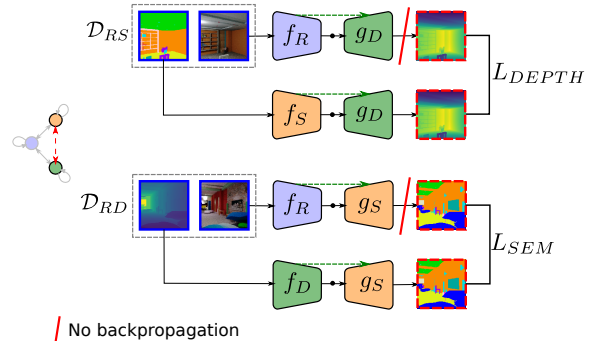 𝒟_RS
f_R
g_D
L_DEPTH
f_S
g_D
𝒟_RD
f_R
g_S
L_SEM
f_D
g_S
No backpropagation